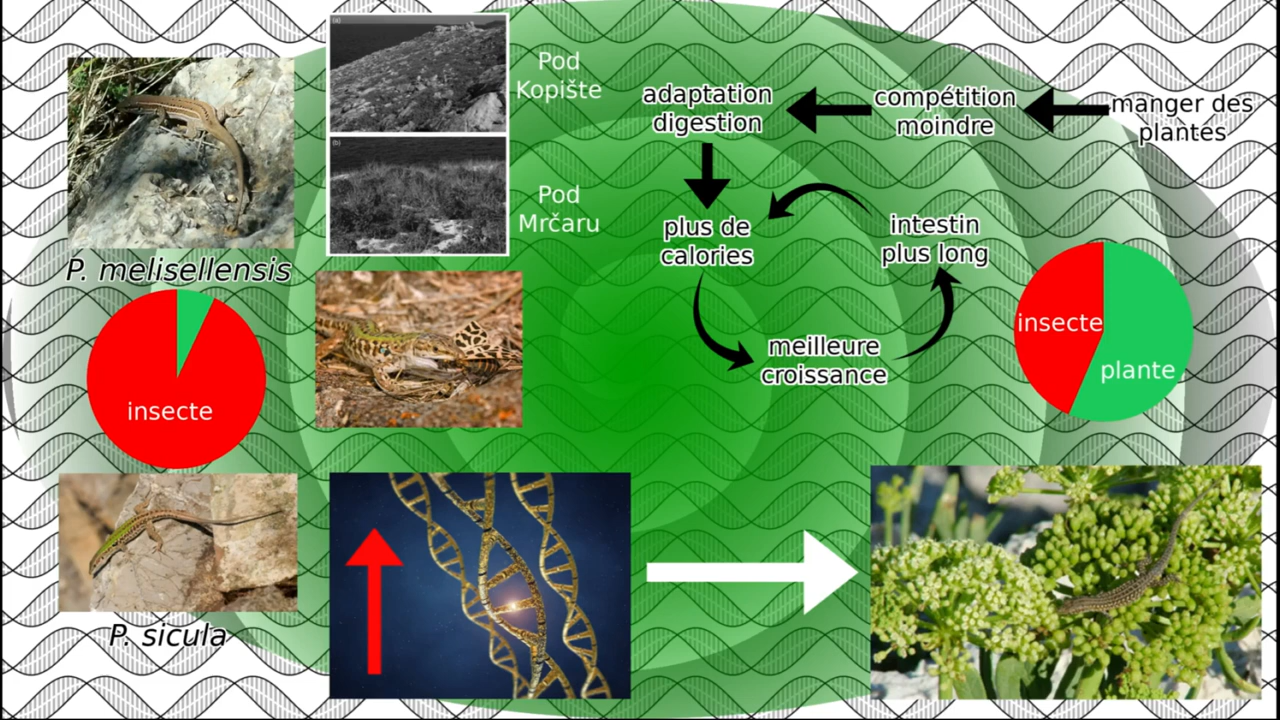 (a)
Pod
Kopište
(b)
Pod
Mrčaru
P. melisellensis
insecte
P. sicula
adaptation
digestion
compétition
moindre
manger des
plantes
plus de
calories
intestin
plus long
meilleure
croissance
insecte
plante